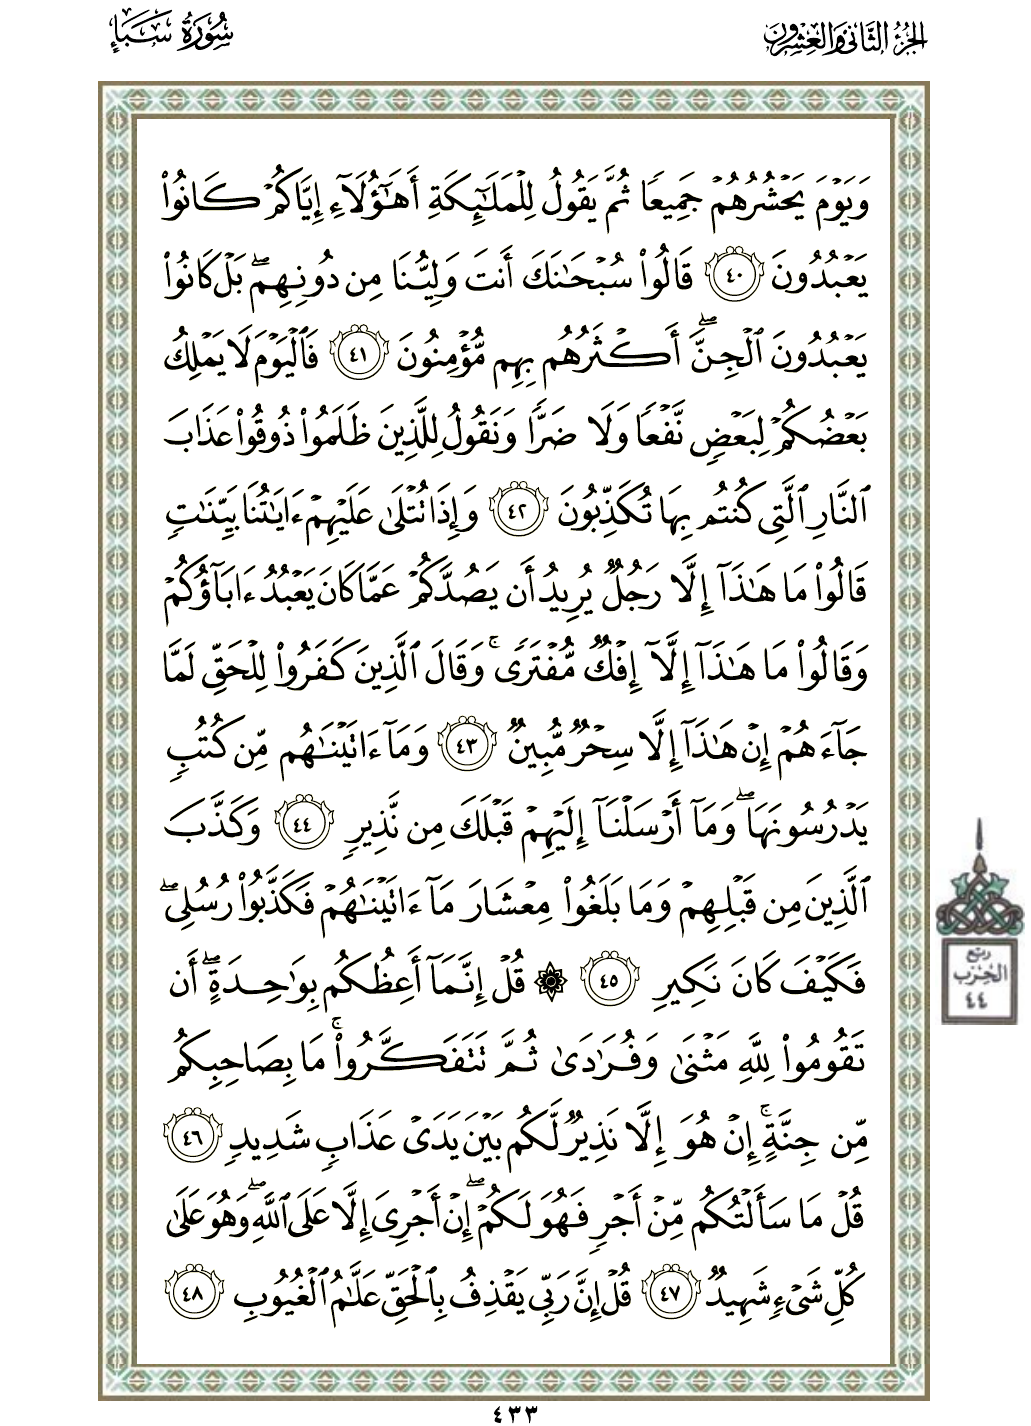 الجزء الثاني والعشرون
سورة سبأ
وَيَوْمَ يَحْشُرُهُمْ جَمِيعًا ثُمَّ يَقُولُ لِلْمَلَٰٓئِكَةِ أَهَٰٓؤُلَآءِ إِيَّاكُمْ كَانُوا۟
يَعْبُدُونَ ٤٠ قَالُوا۟ سُبْحَٰنَكَ أَنتَ وَلِيُّنَا مِن دُونِهِم ۖ بَلْ كَانُوا۟
يَعْبُدُونَ ٱلْجِنَّ ۖ أَكْثَرُهُم بِهِم مُّؤْمِنُونَ ٤١ فَٱلْيَوْمَ لَا يَمْلِكُ
بَعْضُكُمْ لِبَعْضٍ نَّفْعًا وَلَا ضَرًّا وَنَقُولُ لِلَّذِينَ ظَلَمُوا۟ ذُوقُوا۟ عَذَابَ
ٱلنَّارِ ٱلَّتِى كُنتُم بِهَا تُكَذِّبُونَ ٤٢ وَإِذَا تُتْلَىٰ عَلَيْهِمْ ءَايَٰتُنَا بَيِّنَٰتٍ
قَالُوا۟ مَا هَٰذَآ إِلَّا رَجُلٌ يُرِيدُ أَن يَصُدَّكُمْ عَمَّا كَانَ يَعْبُدُ ءَابَآؤُكُمْ
وَقَالُوا۟ مَا هَٰذَآ إِلَّآ إِفْكٌ مُّفْتَرًى ۚ وَقَالَ ٱلَّذِينَ كَفَرُوا۟ لِلْحَقِّ لَمَّا
جَآءَهُمْ إِنْ هَٰذَآ إِلَّا سِحْرٌ مُّبِينٌ ٤٣ وَمَآ ءَاتَيْنَٰهُم مِّن كُتُبٍ
يَدْرُسُونَهَا ۖ وَمَآ أَرْسَلْنَآ إِلَيْهِمْ قَبْلَكَ مِن نَّذِيرٍ ٤٤ وَكَذَّبَ
ٱلَّذِينَ مِن قَبْلِهِمْ وَمَا بَلَغُوا۟ مِعْشَارَ مَآ ءَاتَيْنَٰهُمْ فَكَذَّبُوا۟ رُسُلِى ۖ
فَكَيْفَ كَانَ نَكِيرِ ٤٥ ۞ قُلْ إِنَّمَآ أَعِظُكُم بِوَٰحِدَةٍ ۖ أَن
تَقُومُوا۟ لِلَّهِ مَثْنَىٰ وَفُرَٰدَىٰ ثُمَّ تَتَفَكَّرُوا۟ ۚ مَا بِصَاحِبِكُم
مِّن جِنَّةٍ ۚ إِنْ هُوَ إِلَّا نَذِيرٌ لَّكُم بَيْنَ يَدَىْ عَذَابٍ شَدِيدٍ ٤٦
قُلْ مَا سَأَلْتُكُم مِّنْ أَجْرٍ فَهُوَ لَكُمْ ۖ إِنْ أَجْرِىَ إِلَّا عَلَى ٱللَّهِ ۖ وَهُوَ عَلَىٰ
كُلِّ شَىْءٍ شَهِيدٌ ٤٧ قُلْ إِنَّ رَبِّى يَقْذِفُ بِٱلْحَقِّ عَلَّٰمُ ٱلْغُيُوبِ ٤٨
ربع
الحزب
٤٤
٤٣٣